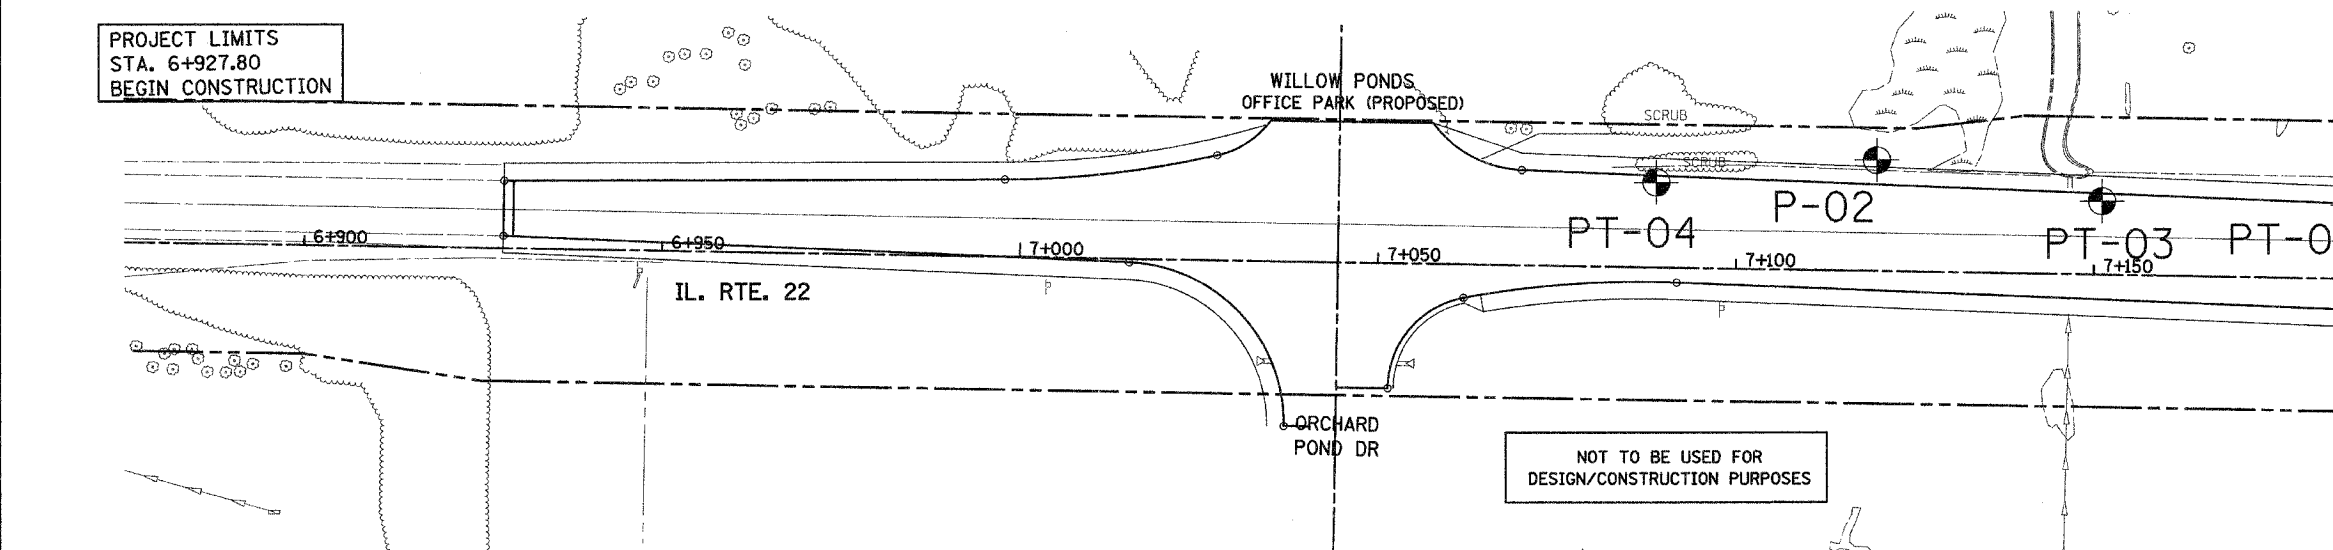 PROJECT LIMITS
STA. 6+927.80
BEGIN CONSTRUCTION
WILLOW PONDS
OFFICE PARK (PROPOSED)
SCRUB
SCRUB
PT-04
P-02
PT-03
PT-0
6+900
6+950
7+000
7+050
7+100
7+150
IL. RTE. 22
P
P
P
ORCHARD
POND DR
NOT TO BE USED FOR
DESIGN/CONSTRUCTION PURPOSES